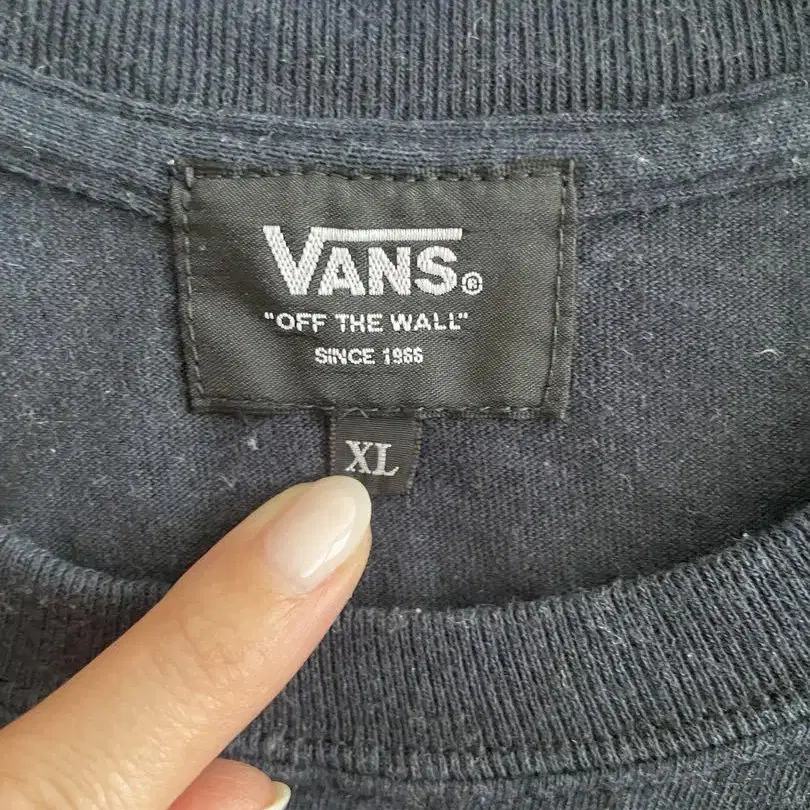 VANS®
"OFF THE WALL"
SINCE 1966
XL